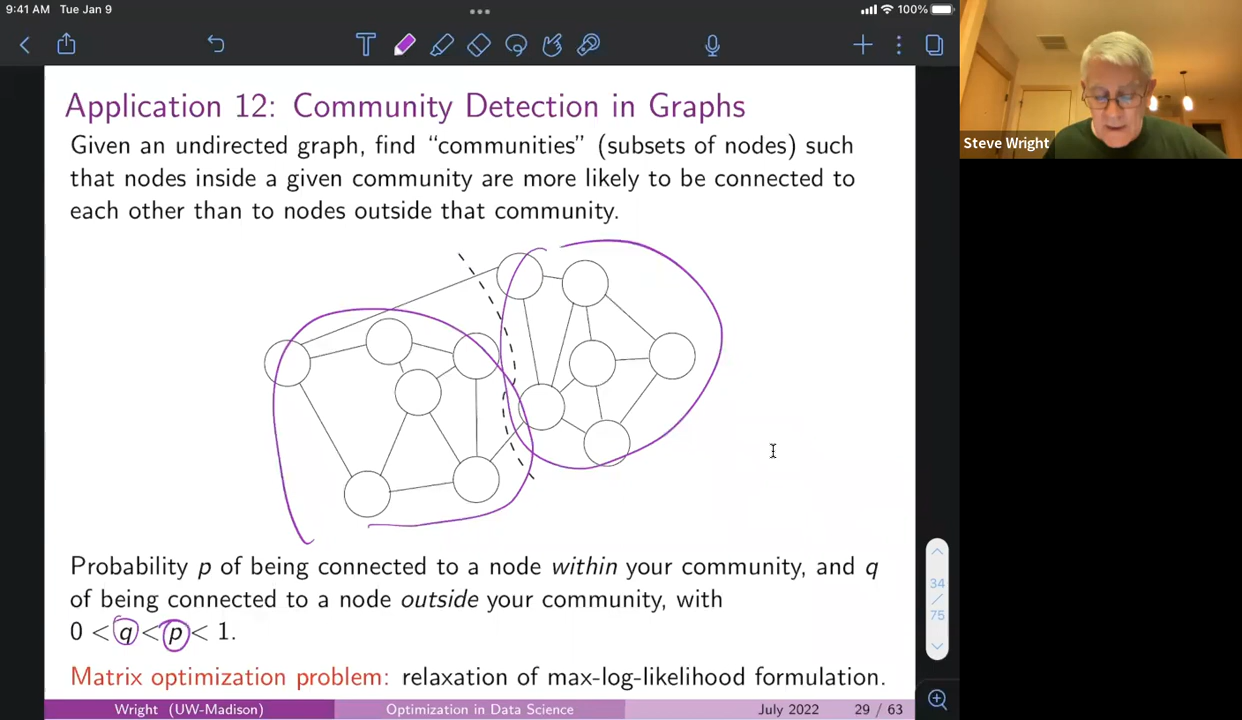 9:41 AM Tue Jan 9
100%
T
Steve Wright
Application 12: Community Detection in Graphs
Given an undirected graph, find “communities” (subsets of nodes) such
that nodes inside a given community are more likely to be connected to
each other than to nodes outside that community.
Probability p of being connected to a node within your community, and q
of being connected to a node outside your community, with
0 < q < p < 1.
Matrix optimization problem: relaxation of max-log-likelihood formulation.
34
/
75
Wright (UW-Madison) Optimization in Data Science July 2022 29 / 63